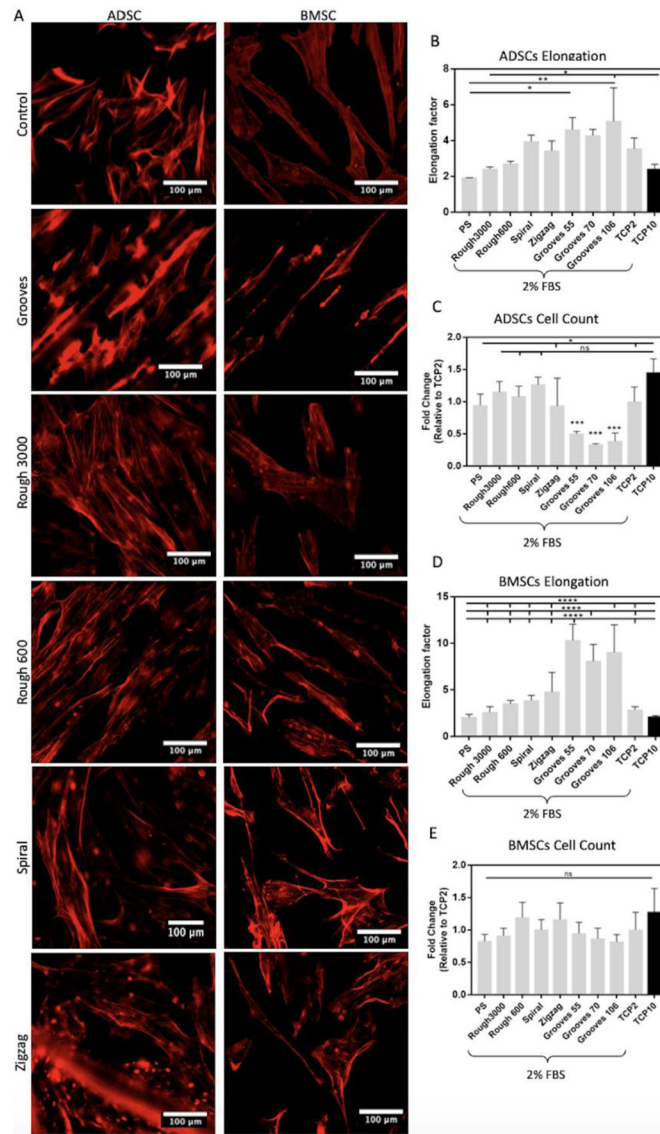 A
ADSC
BMSC
Control
100 µm
100 µm
Grooves
100 µm
100 µm
Rough 3000
100 µm
100 µm
Rough 600
100 µm
100 µm
Spiral
100 µm
100 µm
Zigzag
100 µm
100 µm
B
ADSCs Elongation
*
**
*
Elongation factor
8
6
4
2
0
PS
Rough3000
Rough600
Spiral
Zigzag
Grooves 55
Grooves 70
Groovess 106
TCP2
TCP10
2% FBS
C
ADSCs Cell Count
*
ns
Fold Change
(Relative to TCP2)
2.0
1.5
1.0
0.5
0.0
***
***
***
PS
Rough3000
Rough600
Spiral
Zigzag
Grooves 55
Grooves 70
Grooves 106
TCP2
TCP10
2% FBS
D
BMSCs Elongation
****
****
****
Elongation factor
15
10
5
0
PS
Rough 3000
Rough 600
Spiral
Zigzag
Grooves 55
Grooves 70
Grooves 106
TCP2
TCP10
2% FBS
E
BMSCs Cell Count
ns
Fold Change
(Relative to TCP2)
2.0
1.5
1.0
0.5
0.0
PS
Rough3000
Rough 600
Spiral
Zigzag
Grooves 55
Grooves 70
Grooves 106
TCP2
TCP10
2% FBS